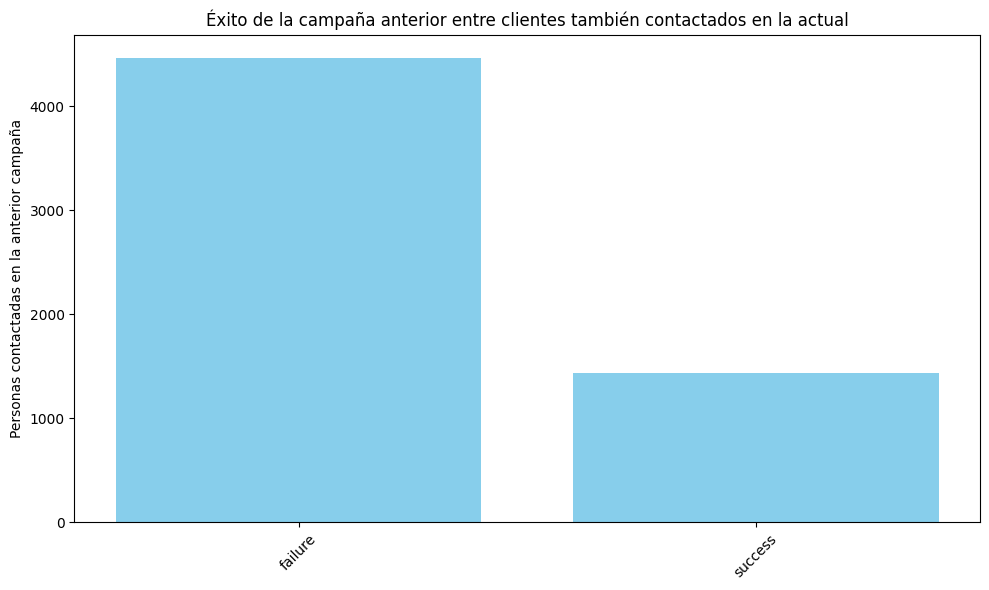 Éxito de la campaña anterior entre clientes también contactados en la actual
Personas contactadas en la anterior campaña
4000
3000
2000
1000
0
failure
success